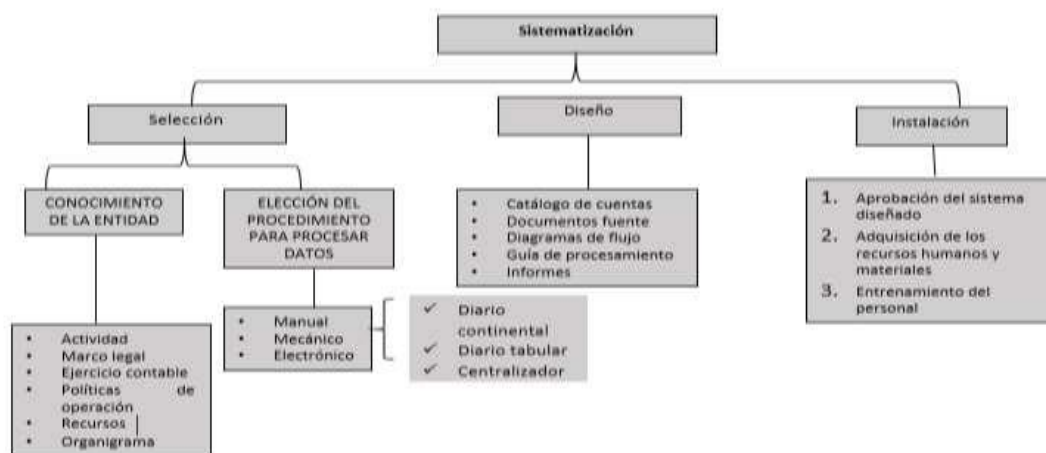 Sistematización
Selección
Diseño
Instalación
CONOCIMIENTO
DE LA ENTIDAD
ELECCIÓN DEL
PROCEDIMIENTO
PARA PROCESAR
DATOS
• Catálogo de cuentas
• Documentos fuente
• Diagramas de flujo
• Guía de procesamiento
• Informes
1. Aprobación del sistema
diseñado
2. Adquisición de los
recursos humanos y
materiales
3. Entrenamiento del
personal
• Actividad
• Marco legal
• Ejercicio contable
• Políticas de
operación
• Recursos
• Organigrama
• Manual
• Mecánico
• Electrónico
✓ Diario
continental
✓ Diario tabular
✓ Centralizador